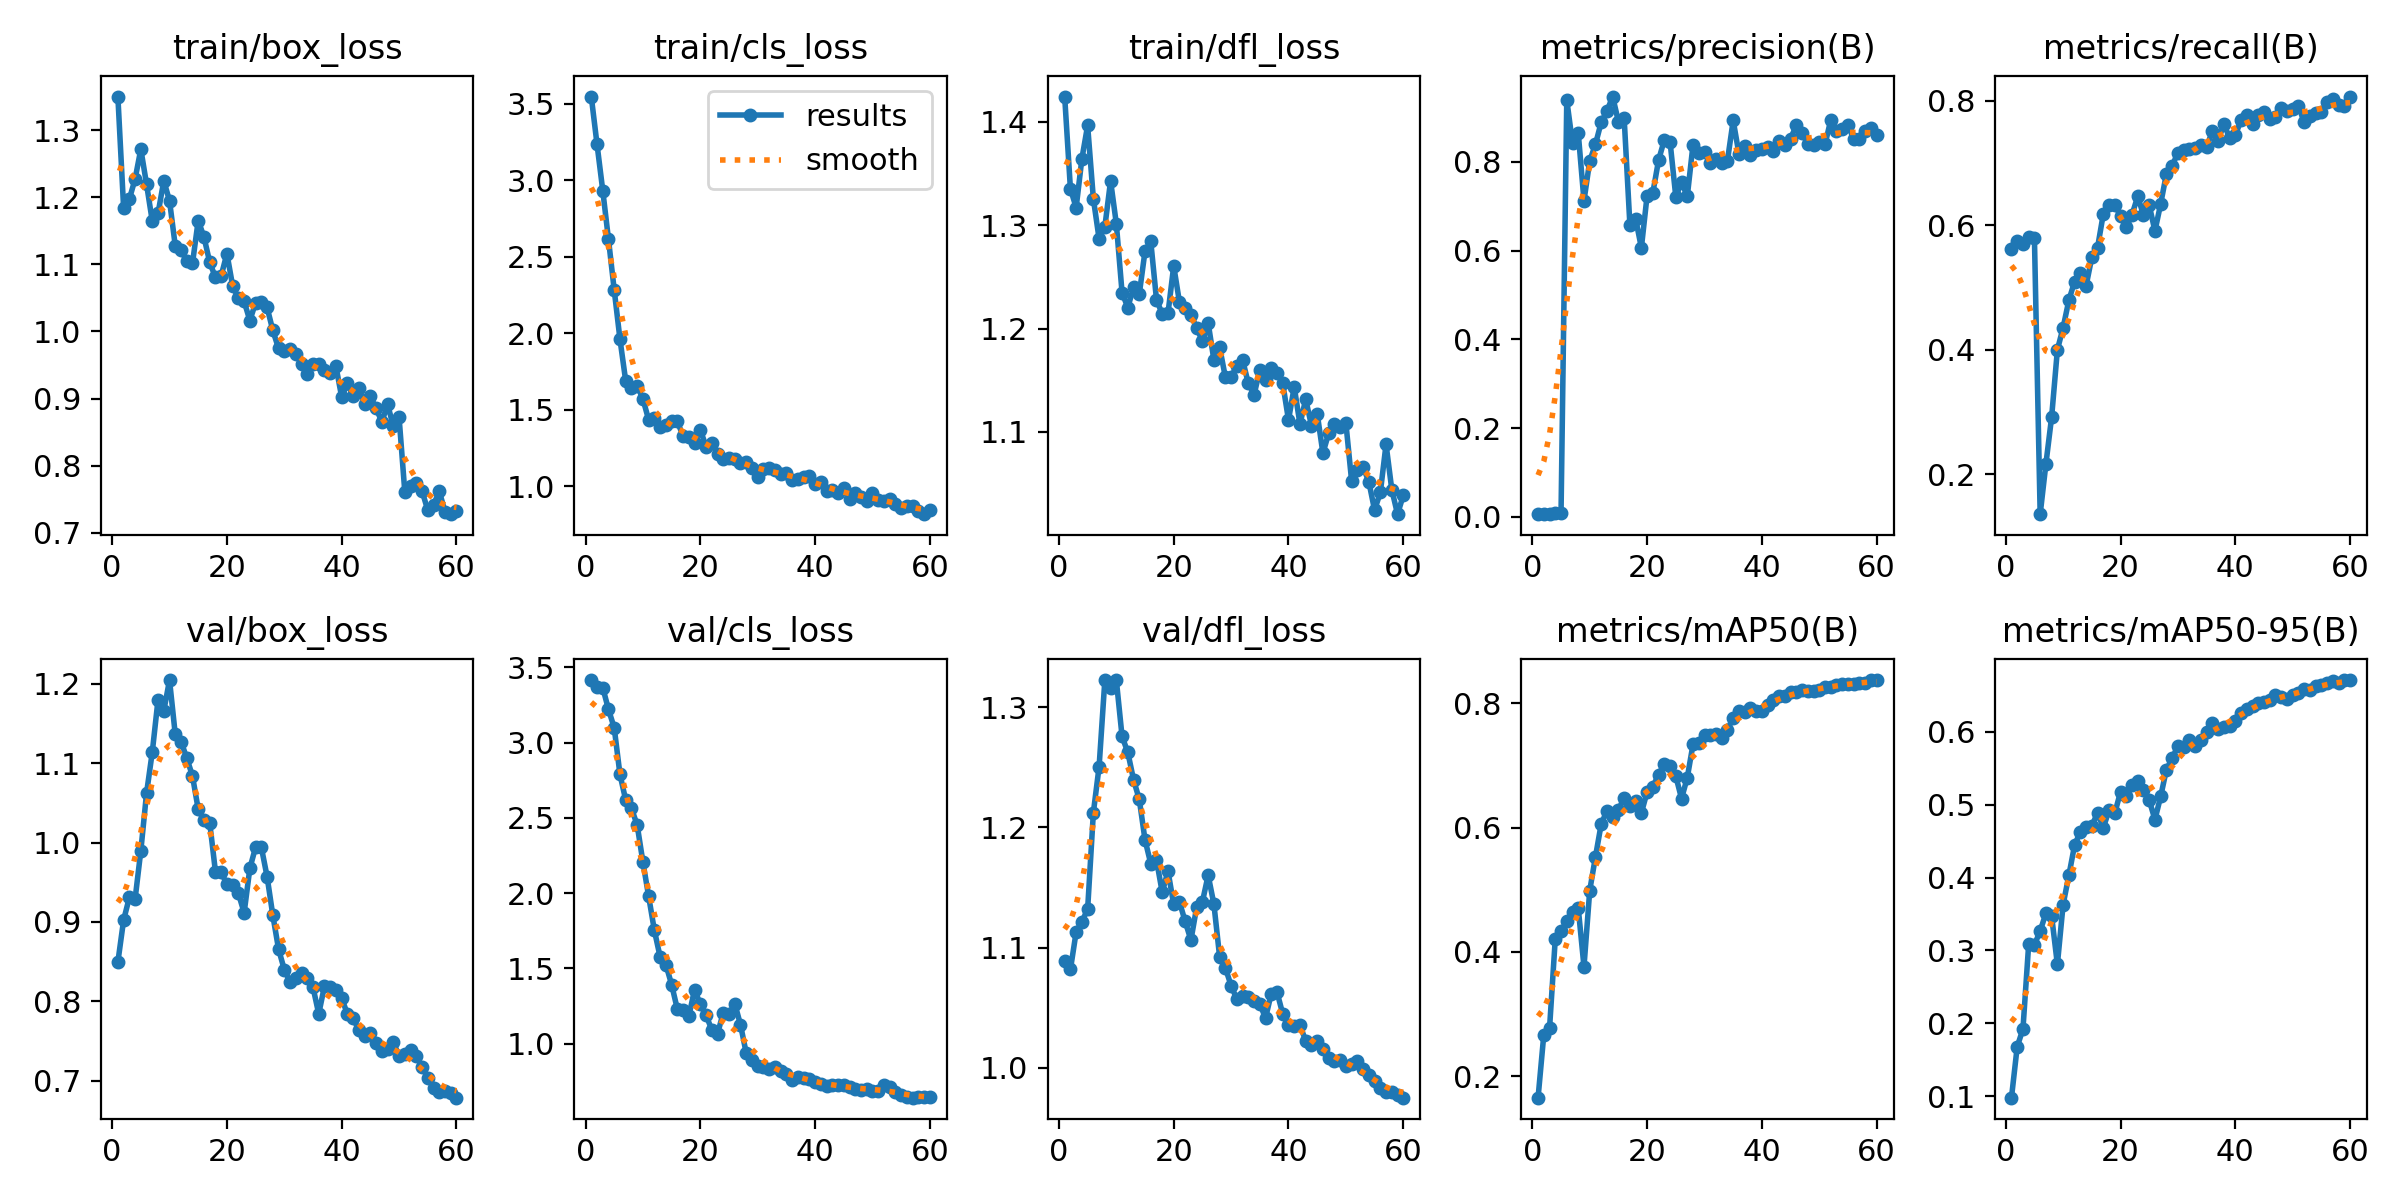 train/box_loss
1.3
1.2
1.1
1.0
0.9
0.8
0.7
0 20 40 60
train/cls_loss
results
smooth
3.5
3.0
2.5
2.0
1.5
1.0
0 20 40 60
train/dfl_loss
1.4
1.3
1.2
1.1
0 20 40 60
metrics/precision(B)
0.8
0.6
0.4
0.2
0.0
0 20 40 60
metrics/recall(B)
0.8
0.6
0.4
0.2
0 20 40 60
val/box_loss
1.2
1.1
1.0
0.9
0.8
0.7
0 20 40 60
val/cls_loss
3.5
3.0
2.5
2.0
1.5
1.0
0 20 40 60
val/dfl_loss
1.3
1.2
1.1
1.0
0 20 40 60
metrics/mAP50(B)
0.8
0.6
0.4
0.2
0 20 40 60
metrics/mAP50-95(B)
0.6
0.5
0.4
0.3
0.2
0.1
0 20 40 60